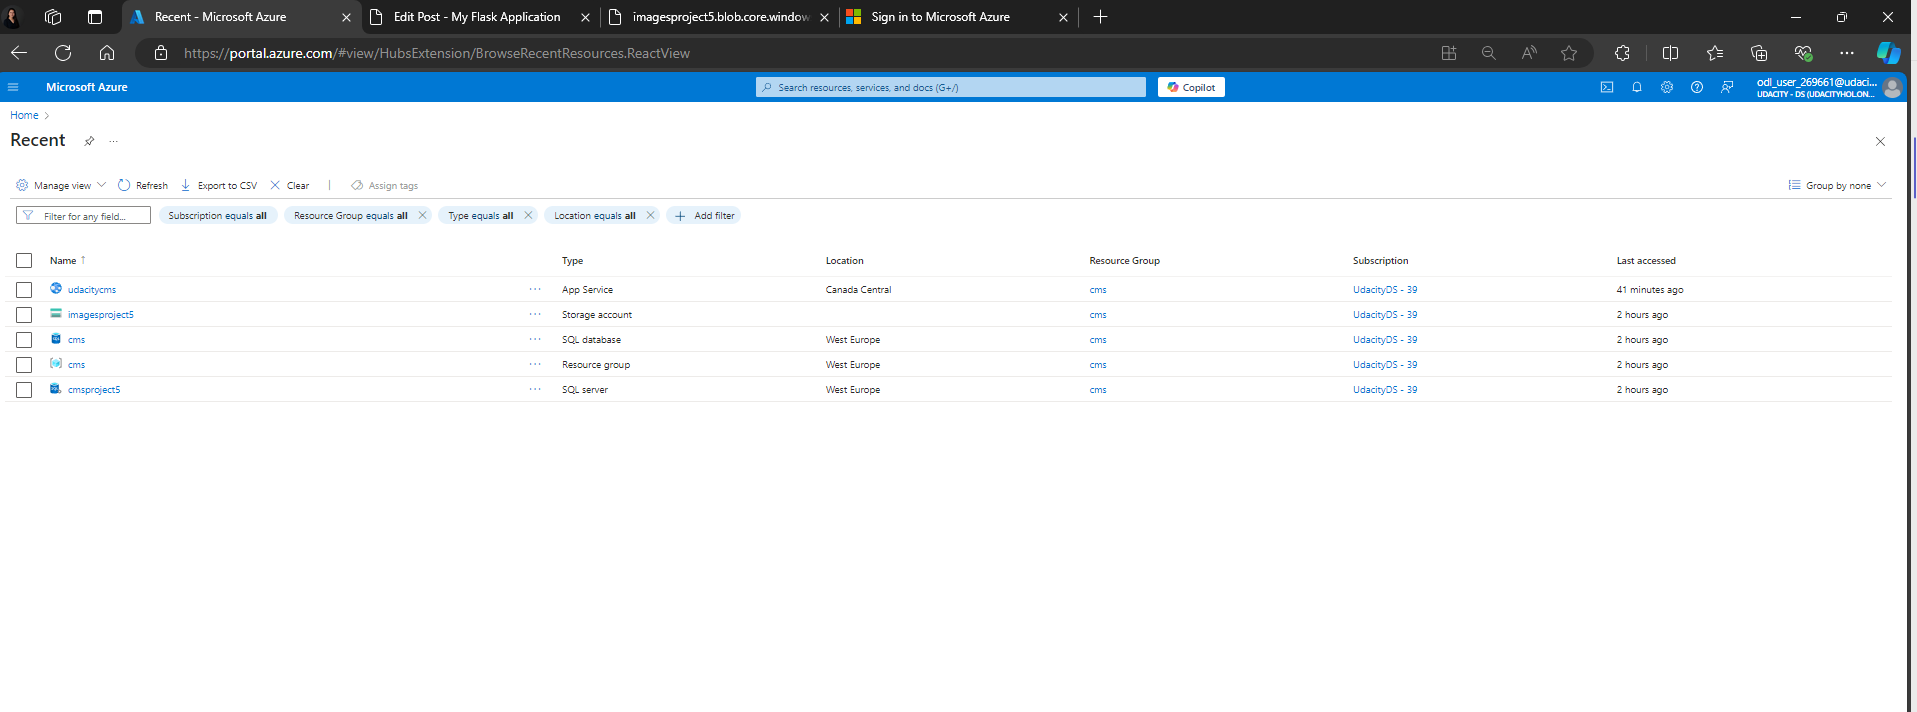 Recent - Microsoft Azure
Edit Post - My Flask Application
imagesproject5.blob.core.window
Sign in to Microsoft Azure
https://portal.azure.com/#view/HubsExtension/BrowseRecentResources.ReactView
Microsoft Azure
Search resources, services, and docs (G+/)
Copilot
odl_user_269661@udaci...
UDACITY - DS (UDACITYHOLON...
Home >
Recent
...
Manage view
Refresh
Export to CSV
Clear
Assign tags
Group by none
Filter for any field...
Subscription equals all
Resource Group equals all
Type equals all
Location equals all
Add filter
Name ↑ Type Location Resource Group Subscription Last accessed
udacitycms ... App Service Canada Central cms UdacityDS - 39 41 minutes ago
imagesproject5 ... Storage account cms UdacityDS - 39 2 hours ago
cms ... SQL database West Europe cms UdacityDS - 39 2 hours ago
cms ... Resource group West Europe cms UdacityDS - 39 2 hours ago
cmsproject5 ... SQL server West Europe cms UdacityDS - 39 2 hours ago